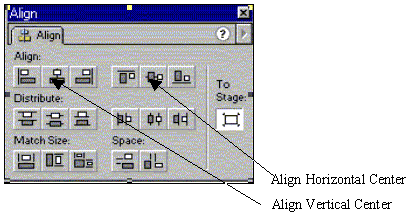 Align
Align
?
Align:
To
Stage:
Distribute:
Match Size:
Space:
Align Horizontal Center
Align Vertical Center